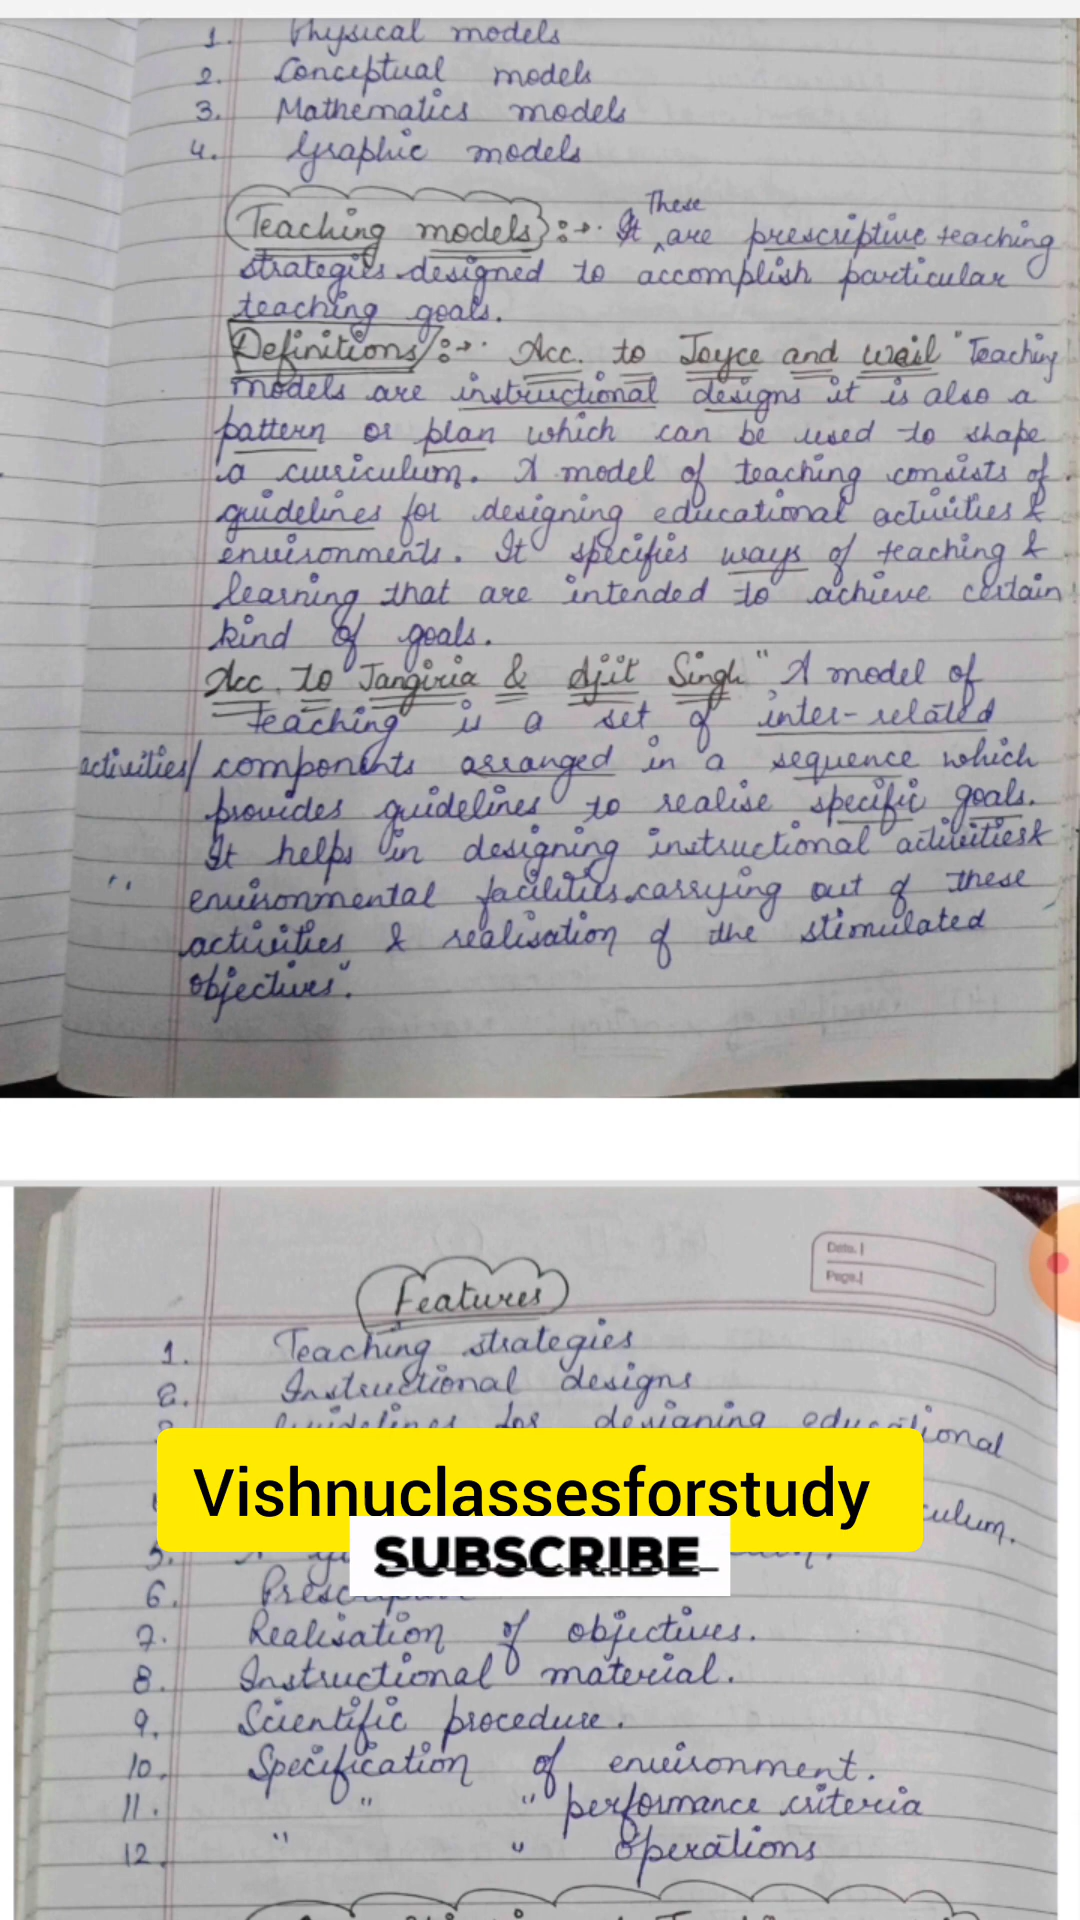 1. Physical models
2. Conceptual models
3. Mathematics models
4. Graphic models
These
Teaching models :→. It ^ are prescriptive teaching
strategies designed to accomplish particular
teaching goals.
Definitions :→. Acc. to Joyce and Weil "Teaching
models are instructional designs it is also a
pattern or plan which can be used to shape
a curriculum. A model of teaching consists of
guidelines for designing educational activities &
environments. It specifies ways of teaching &
learning that are intended to achieve certain
kind of goals.
Acc. to Jangiria & Ajit Singh " A model of
teaching is a set of inter-related
activities/ components arranged in a sequence which
provides guidelines to realise specific goals.
It helps in designing instructional activities &
environmental facilities, carrying out of these
activities & realisation of the stimulated
objectives".
Date.
Page.
Features
1. Teaching strategies
2. Instructional designs
3. Guidelines for designing educational
Vishnuclassesforstudy
culum.
SUBSCRIBE
5. A
6.
7. Realisation of objectives.
8. Instructional material.
9. Scientific procedure.
10. Specification of environment.
11. " " performance criteria
12. " " operations